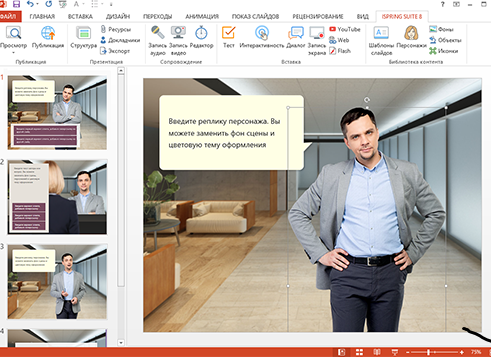 ФАЙЛ ГЛАВНАЯ ВСТАВКА ДИЗАЙН ПЕРЕХОДЫ АНИМАЦИЯ ПОКАЗ СЛАЙДОВ РЕЦЕНЗИРОВАНИЕ ВИД ISPRING SUITE 8
Просмотр
Публикация
Структура
Ресурсы
Докладчики
Экспорт
Запись аудио
Запись видео
Редактор
Тест
Интерактивность
Диалог
Запись экрана
YouTube
Web
Flash
Шаблоны слайдов
Персонажи
Фоны
Объекты
Иконки
Публикация Презентация Сопровождение Вставка Библиотека контента
1
2
3
4
Введите реплику персонажа. Вы
можете заменить фон сцены и
цветовую тему оформления
75%